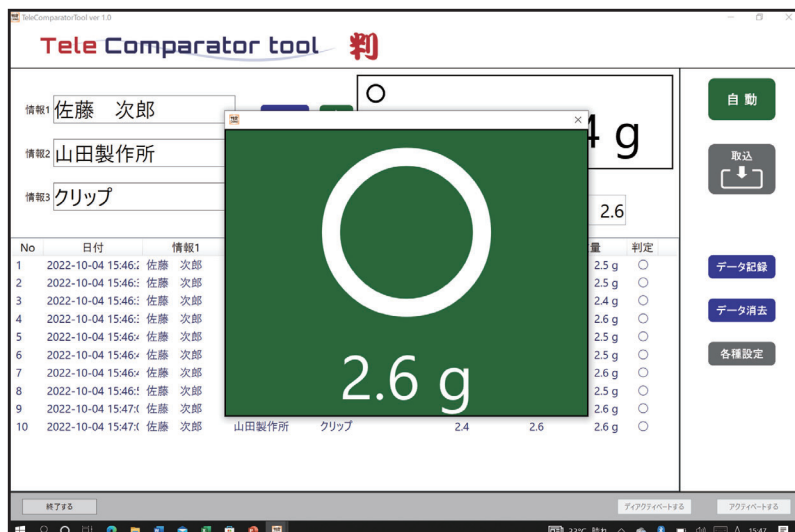 TeleComparatorTool ver 1.0
Tele Comparator tool 判
情報1 佐藤 次郎
情報2 山田製作所
情報3 クリップ
○
4 g
2.6
○
2.6 g
自動
取込
データ記録
データ消去
各種設定
No 日付 情報1 量 判定
1 2022-10-04 15:46: 佐藤 次郎 2.5 g ○
2 2022-10-04 15:46: 佐藤 次郎 2.5 g ○
3 2022-10-04 15:46: 佐藤 次郎 2.4 g ○
4 2022-10-04 15:46: 佐藤 次郎 2.6 g ○
5 2022-10-04 15:46: 佐藤 次郎 2.5 g ○
6 2022-10-04 15:46: 佐藤 次郎 2.6 g ○
7 2022-10-04 15:46: 佐藤 次郎 2.6 g ○
8 2022-10-04 15:46: 佐藤 次郎 2.5 g ○
9 2022-10-04 15:47: 佐藤 次郎 2.6 g ○
10 2022-10-04 15:47: 佐藤 次郎 山田製作所 クリップ 2.4 2.6 2.6 g ○
終了する
ディアクティベートする
アクティベートする
33°C 晴れ
15:47